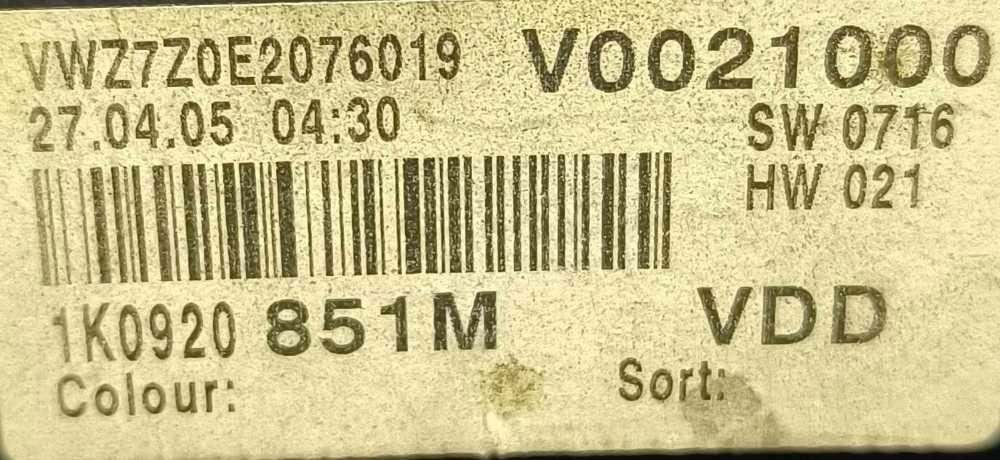 VWZ7Z0E2076019 V0021000
27.04.05 04:30 SW 0716
HW 021
1K0920 851M VDD
Colour: Sort: